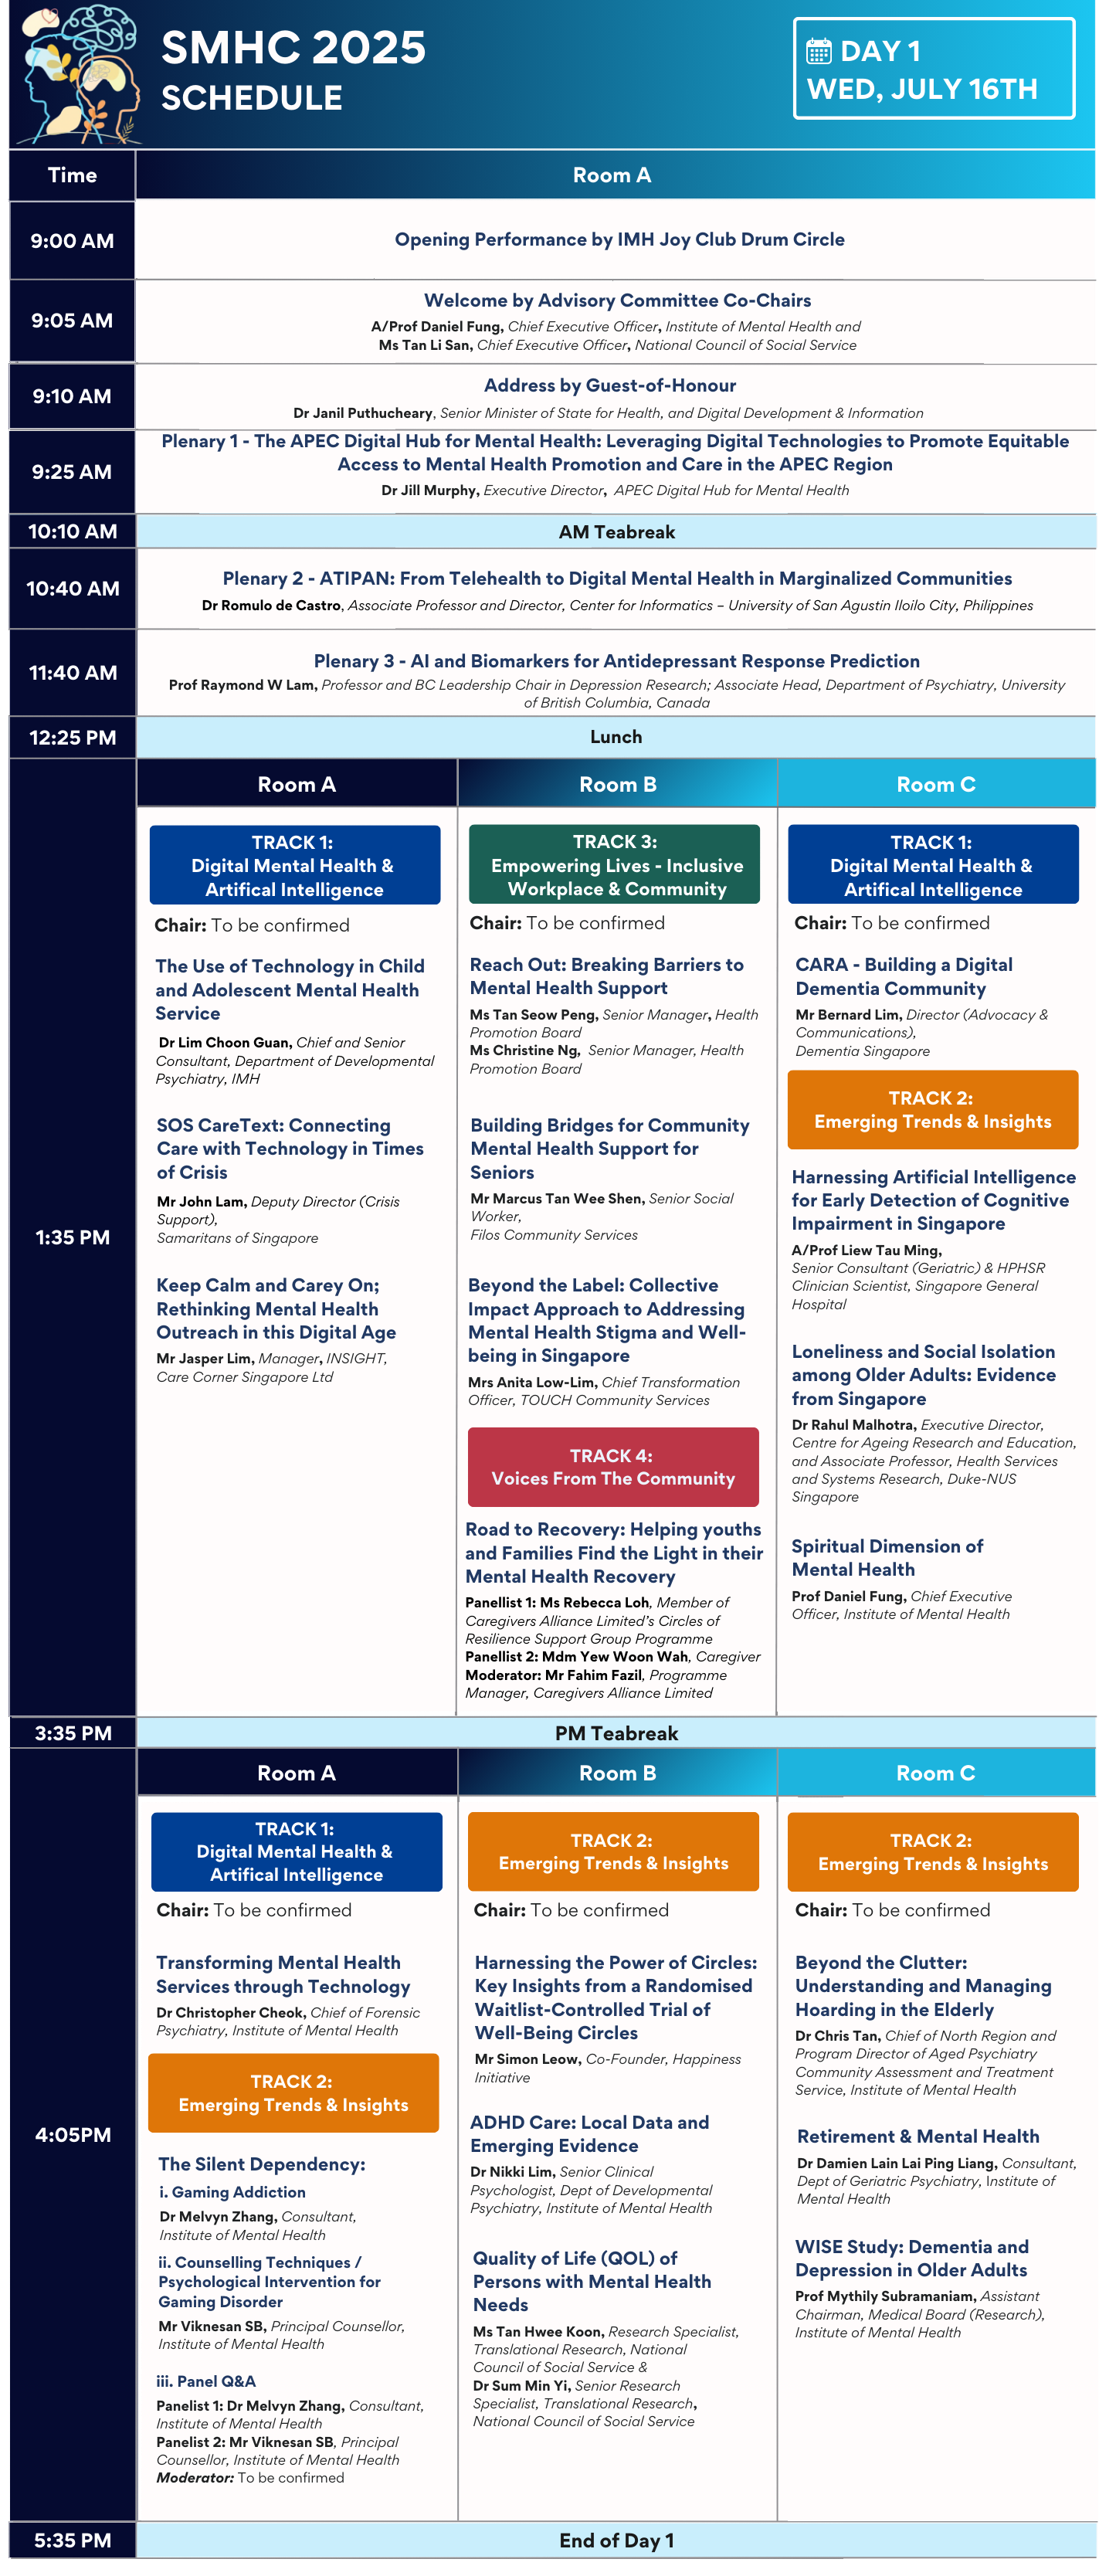 SMHC 2025
SCHEDULE
DAY 1
WED, JULY 16TH
Time
Room A
9:00 AM
Opening Performance by IMH Joy Club Drum Circle
9:05 AM
Welcome by Advisory Committee Co-Chairs
A/Prof Daniel Fung, Chief Executive Officer, Institute of Mental Health and
Ms Tan Li San, Chief Executive Officer, National Council of Social Service
9:10 AM
Address by Guest-of-Honour
Dr Janil Puthucheary, Senior Minister of State for Health, and Digital Development & Information
9:25 AM
Plenary 1 - The APEC Digital Hub for Mental Health: Leveraging Digital Technologies to Promote Equitable
Access to Mental Health Promotion and Care in the APEC Region
Dr Jill Murphy, Executive Director, APEC Digital Hub for Mental Health
10:10 AM
AM Teabreak
10:40 AM
Plenary 2 - ATIPAN: From Telehealth to Digital Mental Health in Marginalized Communities
Dr Romulo de Castro, Associate Professor and Director, Center for Informatics – University of San Agustin Iloilo City, Philippines
11:40 AM
Plenary 3 - AI and Biomarkers for Antidepressant Response Prediction
Prof Raymond W Lam, Professor and BC Leadership Chair in Depression Research; Associate Head, Department of Psychiatry, University
of British Columbia, Canada
12:25 PM
Lunch
1:35 PM
Room A
TRACK 1:
Digital Mental Health &
Artifical Intelligence
Chair: To be confirmed
The Use of Technology in Child
and Adolescent Mental Health
Service
Dr Lim Choon Guan, Chief and Senior
Consultant, Department of Developmental
Psychiatry, IMH
SOS CareText: Connecting
Care with Technology in Times
of Crisis
Mr John Lam, Deputy Director (Crisis
Support),
Samaritans of Singapore
Keep Calm and Carey On;
Rethinking Mental Health
Outreach in this Digital Age
Mr Jasper Lim, Manager, INSIGHT,
Care Corner Singapore Ltd
Room B
TRACK 3:
Empowering Lives - Inclusive
Workplace & Community
Chair: To be confirmed
Reach Out: Breaking Barriers to
Mental Health Support
Ms Tan Seow Peng, Senior Manager, Health
Promotion Board
Ms Christine Ng, Senior Manager, Health
Promotion Board
Building Bridges for Community
Mental Health Support for
Seniors
Mr Marcus Tan Wee Shen, Senior Social
Worker,
Filos Community Services
Beyond the Label: Collective
Impact Approach to Addressing
Mental Health Stigma and Well-
being in Singapore
Mrs Anita Low-Lim, Chief Transformation
Officer, TOUCH Community Services
TRACK 4:
Voices From The Community
Road to Recovery: Helping youths
and Families Find the Light in their
Mental Health Recovery
Panellist 1: Ms Rebecca Loh, Member of
Caregivers Alliance Limited's Circles of
Resilience Support Group Programme
Panellist 2: Mdm Yew Woon Wah, Caregiver
Moderator: Mr Fahim Fazil, Programme
Manager, Caregivers Alliance Limited
Room C
TRACK 1:
Digital Mental Health &
Artifical Intelligence
Chair: To be confirmed
CARA - Building a Digital
Dementia Community
Mr Bernard Lim, Director (Advocacy &
Communications),
Dementia Singapore
TRACK 2:
Emerging Trends & Insights
Harnessing Artificial Intelligence
for Early Detection of Cognitive
Impairment in Singapore
A/Prof Liew Tau Ming,
Senior Consultant (Geriatric) & HPHSR
Clinician Scientist, Singapore General
Hospital
Loneliness and Social Isolation
among Older Adults: Evidence
from Singapore
Dr Rahul Malhotra, Executive Director,
Centre for Ageing Research and Education,
and Associate Professor, Health Services
and Systems Research, Duke-NUS
Singapore
Spiritual Dimension of
Mental Health
Prof Daniel Fung, Chief Executive
Officer, Institute of Mental Health
3:35 PM
PM Teabreak
4:05PM
Room A
TRACK 1:
Digital Mental Health &
Artifical Intelligence
Chair: To be confirmed
Transforming Mental Health
Services through Technology
Dr Christopher Cheok, Chief of Forensic
Psychiatry, Institute of Mental Health
TRACK 2:
Emerging Trends & Insights
The Silent Dependency:
i. Gaming Addiction
Dr Melvyn Zhang, Consultant,
Institute of Mental Health
ii. Counselling Techniques /
Psychological Intervention for
Gaming Disorder
Mr Viknesan SB, Principal Counsellor,
Institute of Mental Health
iii. Panel Q&A
Panelist 1: Dr Melvyn Zhang, Consultant,
Institute of Mental Health
Panelist 2: Mr Viknesan SB, Principal
Counsellor, Institute of Mental Health
Moderator: To be confirmed
Room B
TRACK 2:
Emerging Trends & Insights
Chair: To be confirmed
Harnessing the Power of Circles:
Key Insights from a Randomised
Waitlist-Controlled Trial of
Well-Being Circles
Mr Simon Leow, Co-Founder, Happiness
Initiative
ADHD Care: Local Data and
Emerging Evidence
Dr Nikki Lim, Senior Clinical
Psychologist, Dept of Developmental
Psychiatry, Institute of Mental Health
Quality of Life (QOL) of
Persons with Mental Health
Needs
Ms Tan Hwee Koon, Research Specialist,
Translational Research, National
Council of Social Service &
Dr Sum Min Yi, Senior Research
Specialist, Translational Research,
National Council of Social Service
Room C
TRACK 2:
Emerging Trends & Insights
Chair: To be confirmed
Beyond the Clutter:
Understanding and Managing
Hoarding in the Elderly
Dr Chris Tan, Chief of North Region and
Program Director of Aged Psychiatry
Community Assessment and Treatment
Service, Institute of Mental Health
Retirement & Mental Health
Dr Damien Lain Lai Ping Liang, Consultant,
Dept of Geriatric Psychiatry, Institute of
Mental Health
WISE Study: Dementia and
Depression in Older Adults
Prof Mythily Subramaniam, Assistant
Chairman, Medical Board (Research),
Institute of Mental Health
5:35 PM
End of Day 1